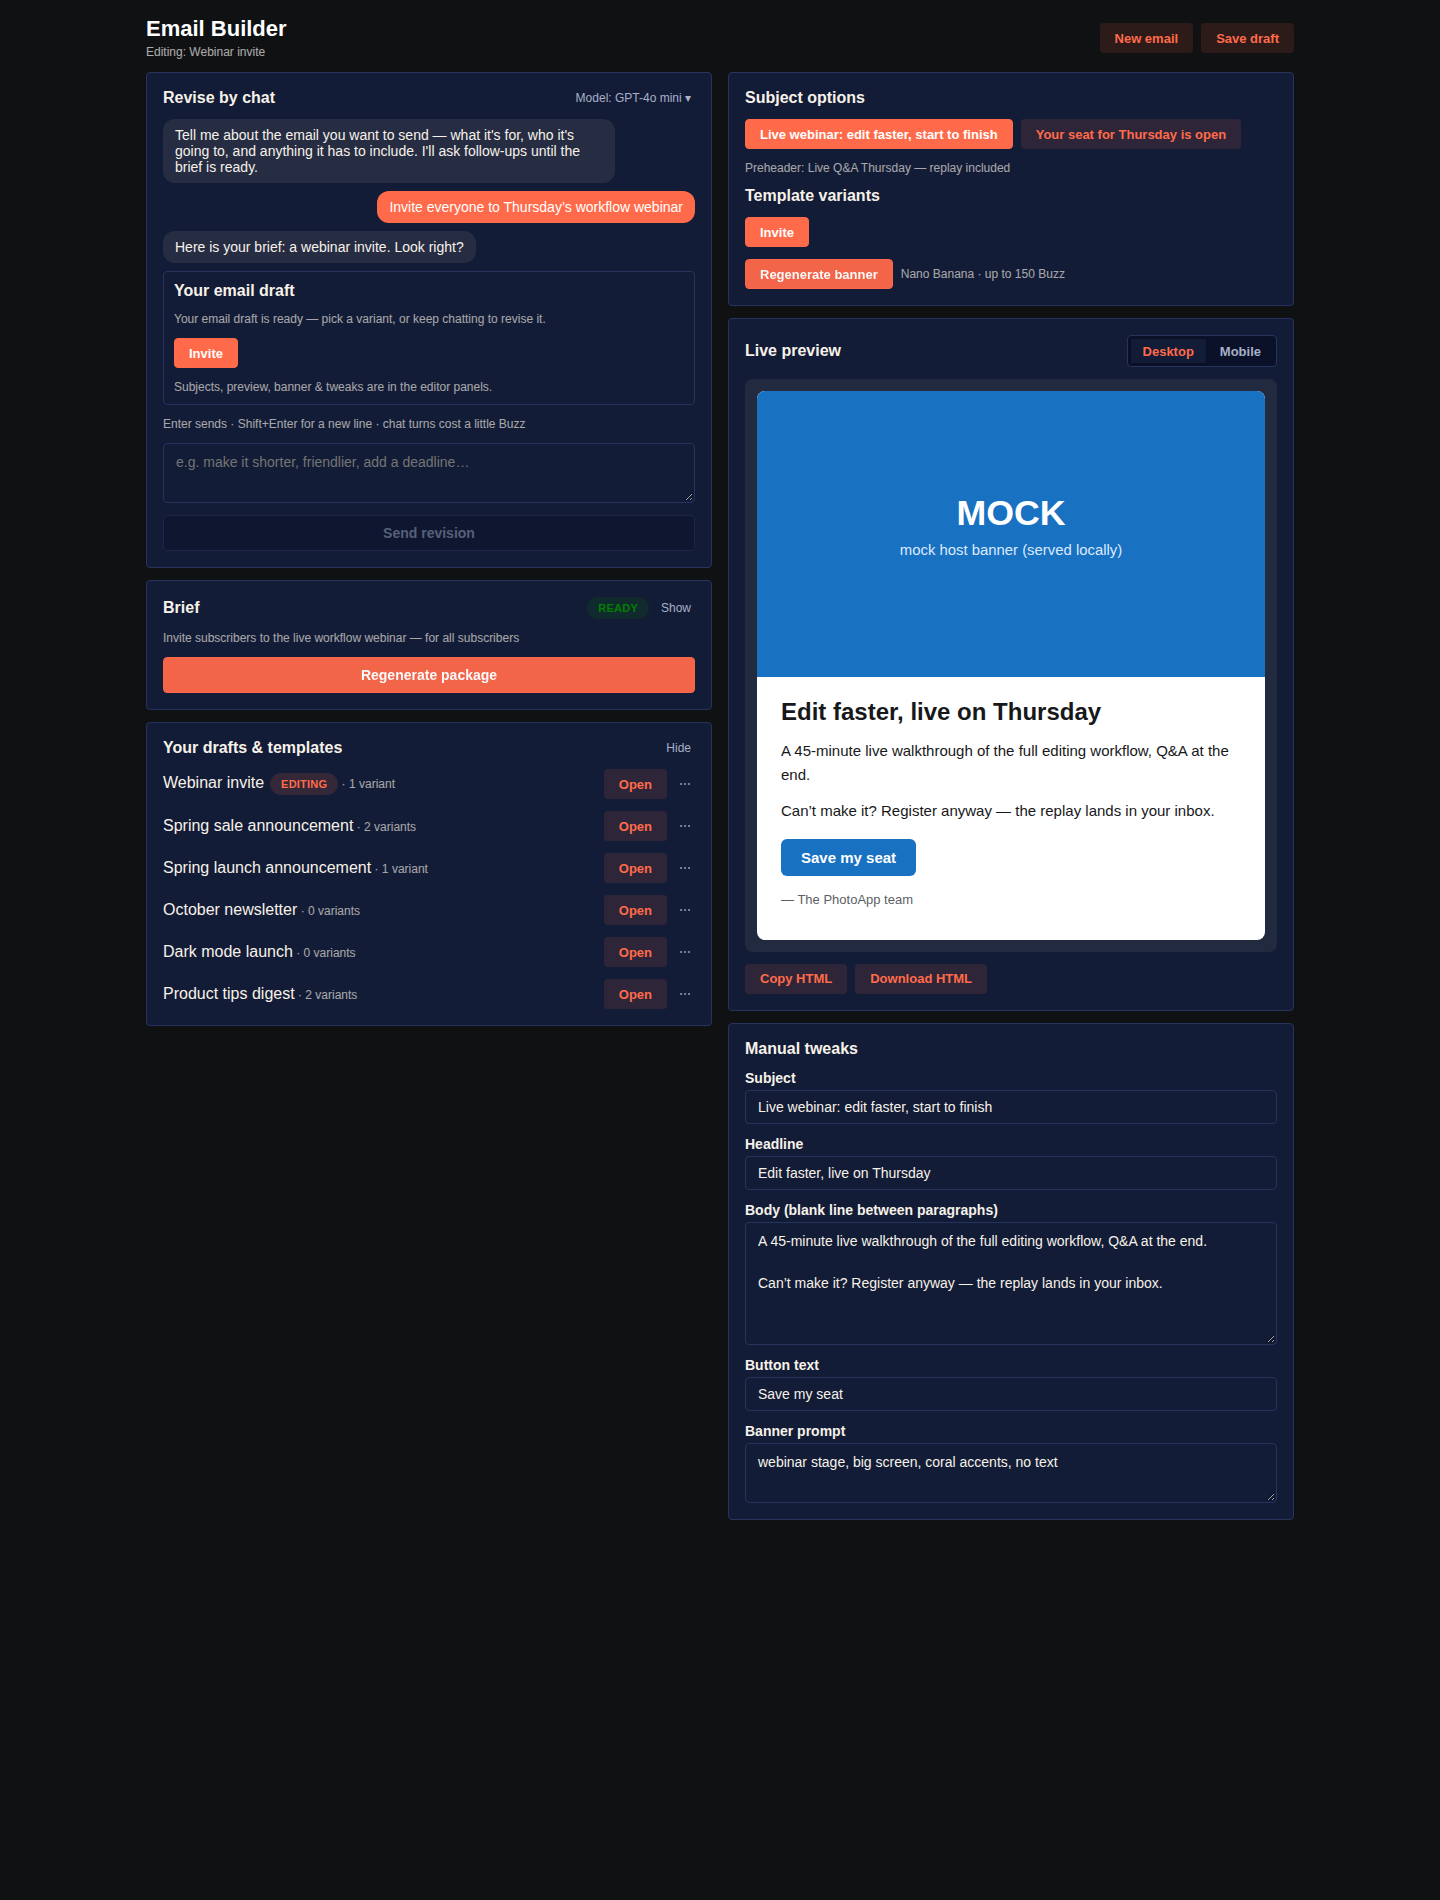 Email Builder
Editing: Webinar invite
New email
Save draft
Revise by chat
Model: GPT-4o mini ▾
Tell me about the email you want to send — what it's for, who it's
going to, and anything it has to include. I'll ask follow-ups until the
brief is ready.
Invite everyone to Thursday's workflow webinar
Here is your brief: a webinar invite. Look right?
Your email draft
Your email draft is ready — pick a variant, or keep chatting to revise it.
Invite
Subjects, preview, banner & tweaks are in the editor panels.
Enter sends · Shift+Enter for a new line · chat turns cost a little Buzz
e.g. make it shorter, friendlier, add a deadline…
Send revision
Brief
READY
Show
Invite subscribers to the live workflow webinar — for all subscribers
Regenerate package
Your drafts & templates
Hide
Webinar invite EDITING · 1 variant
Open
···
Spring sale announcement · 2 variants
Open
···
Spring launch announcement · 1 variant
Open
···
October newsletter · 0 variants
Open
···
Dark mode launch · 0 variants
Open
···
Product tips digest · 2 variants
Open
···
Subject options
Live webinar: edit faster, start to finish
Your seat for Thursday is open
Preheader: Live Q&A Thursday — replay included
Template variants
Invite
Regenerate banner
Nano Banana · up to 150 Buzz
Live preview
Desktop
Mobile
MOCK
mock host banner (served locally)
Edit faster, live on Thursday
A 45-minute live walkthrough of the full editing workflow, Q&A at the
end.
Can't make it? Register anyway — the replay lands in your inbox.
Save my seat
— The PhotoApp team
Copy HTML
Download HTML
Manual tweaks
Subject
Live webinar: edit faster, start to finish
Headline
Edit faster, live on Thursday
Body (blank line between paragraphs)
A 45-minute live walkthrough of the full editing workflow, Q&A at the end.
Can't make it? Register anyway — the replay lands in your inbox.
Button text
Save my seat
Banner prompt
webinar stage, big screen, coral accents, no text